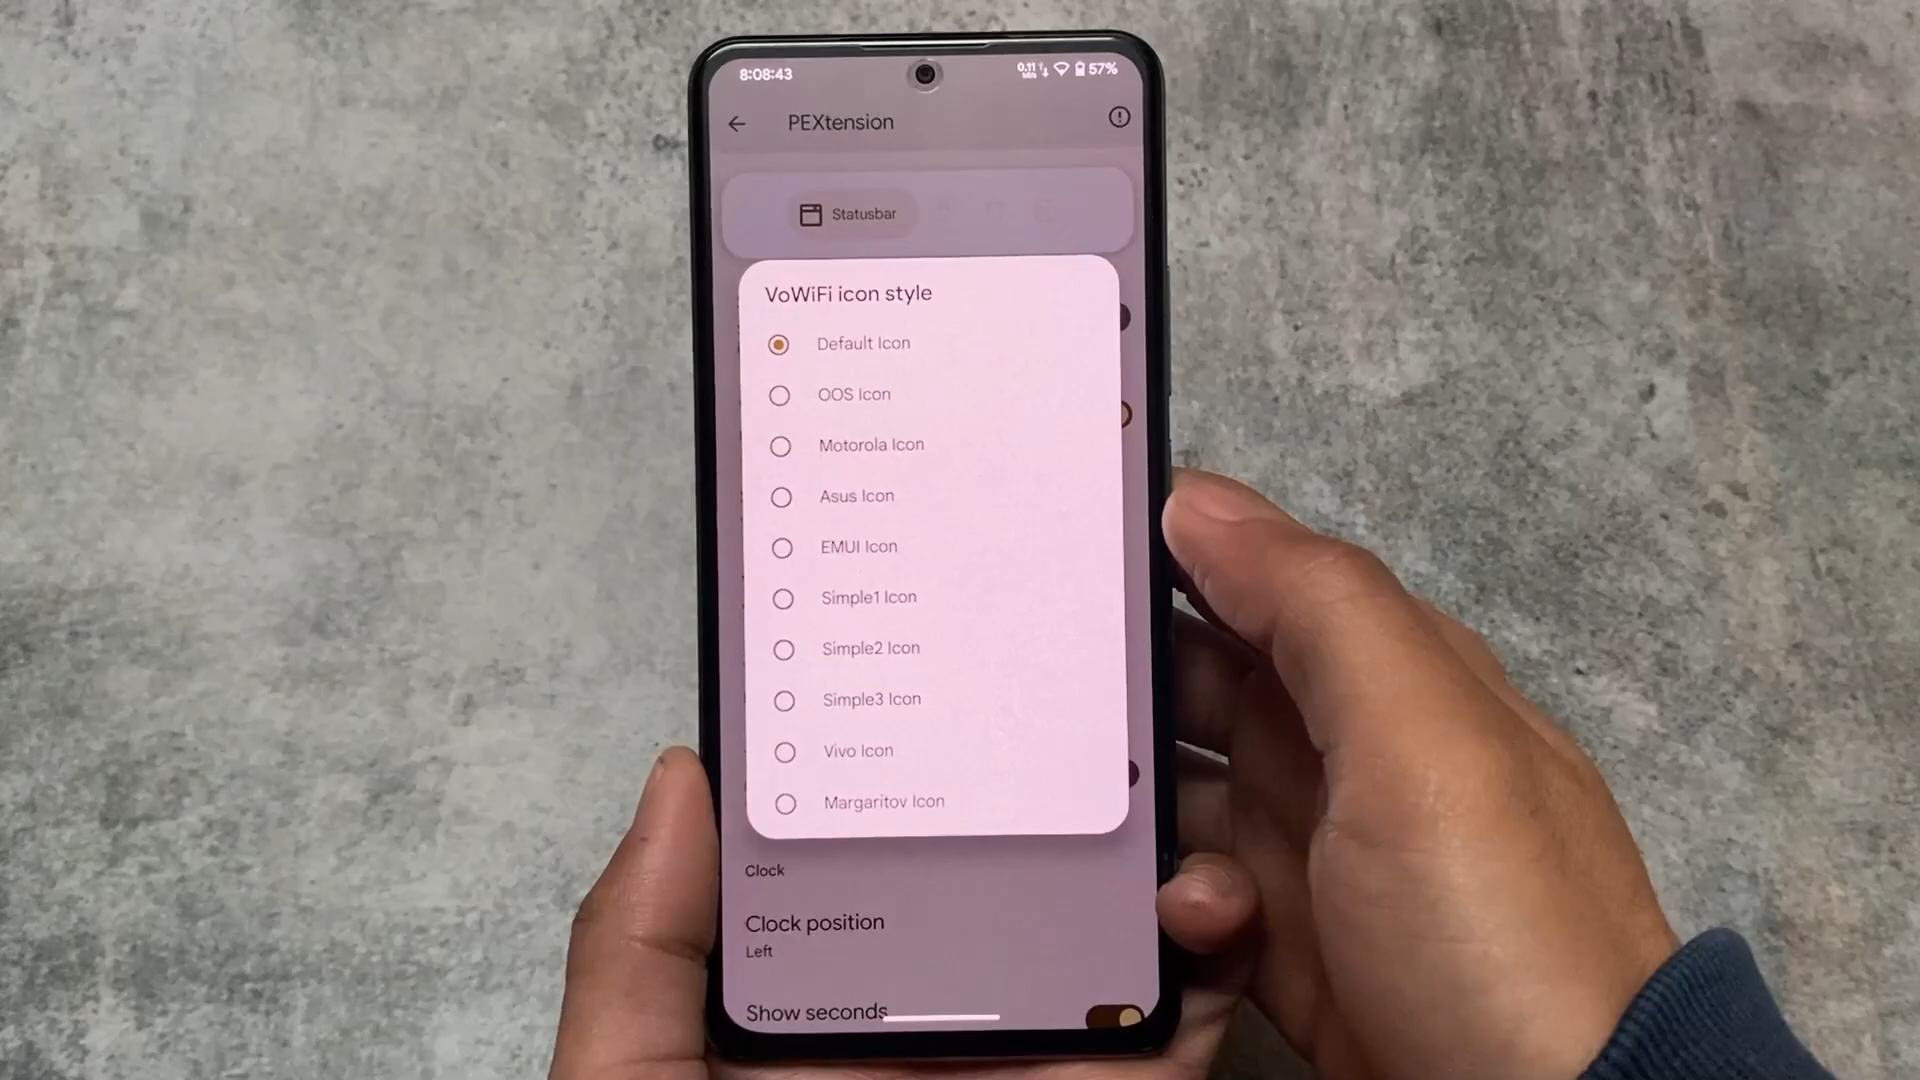 8:08:43
0.11
57%
PEXtension
Statusbar
VoWiFi icon style
Default Icon
OOS Icon
Motorola Icon
Asus Icon
EMUI Icon
Simple1 Icon
Simple2 Icon
Simple3 Icon
Vivo Icon
Margaritov Icon
Clock
Clock position
Left
Show seconds